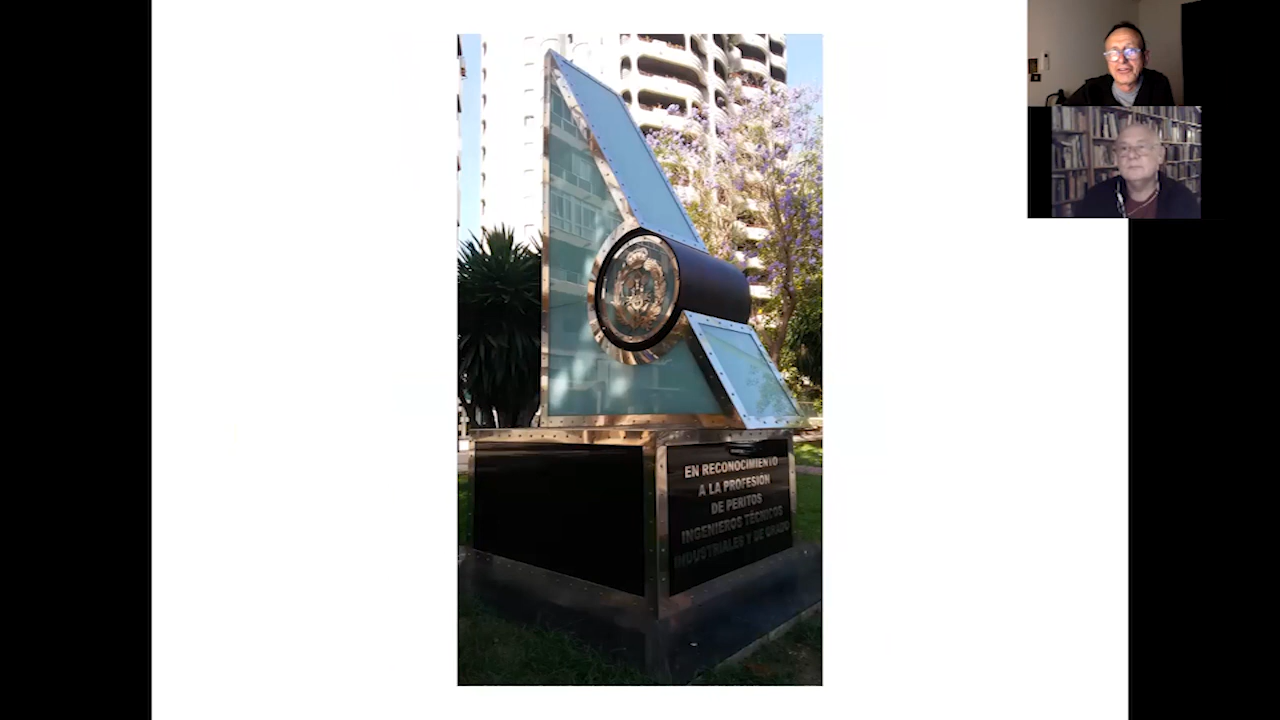 EN RECONOCIMIENTO
A LA PROFESIÓN
DE PERITOS
INGENIEROS TÉCNICOS
INDUSTRIALES Y DE GRADO